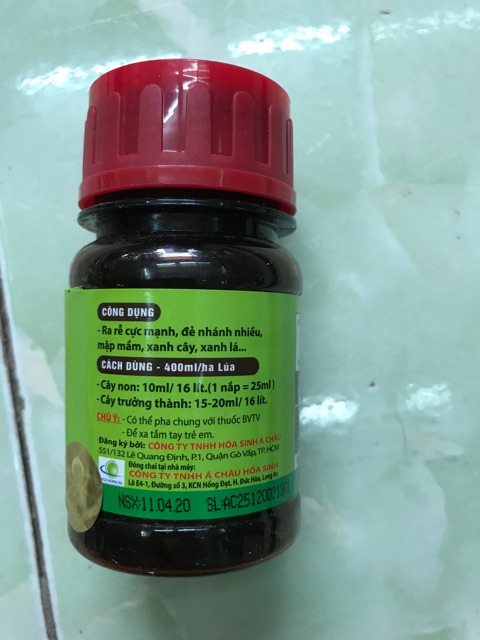 CÔNG DỤNG
- Ra rễ cực mạnh, đẻ nhánh nhiều,
mập mầm, xanh cây, xanh lá...
CÁCH DÙNG - 400ml/ha Lúa
- Cây non: 10ml/ 16 lít.(1 nắp = 25ml)
- Cây trưởng thành: 15-20ml/ 16 lít.
CHÚ Ý: - Có thể pha chung với thuốc BVTV
- Để xa tầm tay trẻ em.
Đăng ký bởi: CÔNG TY TNHH HÓA SINH Á CHÂU
551/132 Lê Quang Định, P.1, Quận Gò Vấp, TP.HCM
Đóng chai tại nhà máy:
CÔNG TY TNHH Á CHÂU HÓA SINH
Lô E4-1, Đường số 3, KCN Hồng Đạt, H. Đức Hòa, Long An
NSX:11.04.20 SL:AC251200